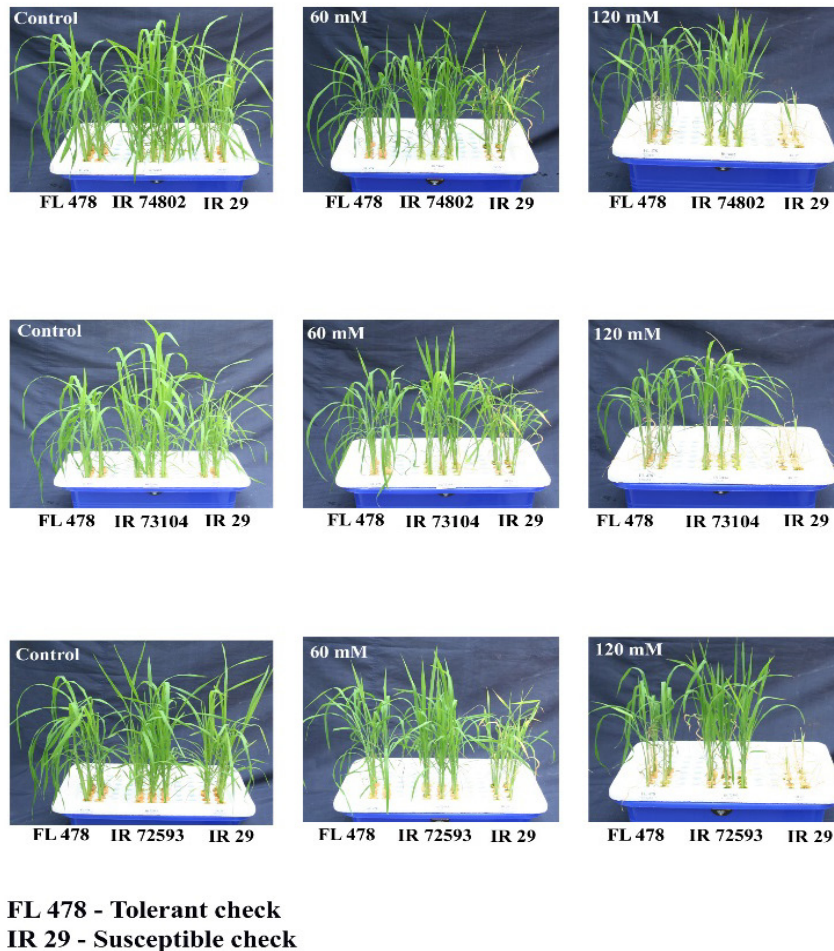 Control 60 mM 120 mM
FL 478 IR 74802 IR 29 FL 478 IR 74802 IR 29 FL 478 IR 74802 IR 29
Control 60 mM 120 mM
FL 478 IR 73104 IR 29 FL 478 IR 73104 IR 29 FL 478 IR 73104 IR 29
Control 60 mM 120 mM
FL 478 IR 72593 IR 29 FL 478 IR 72593 IR 29 FL 478 IR 72593 IR 29
FL 478 - Tolerant check
IR 29 - Susceptible check